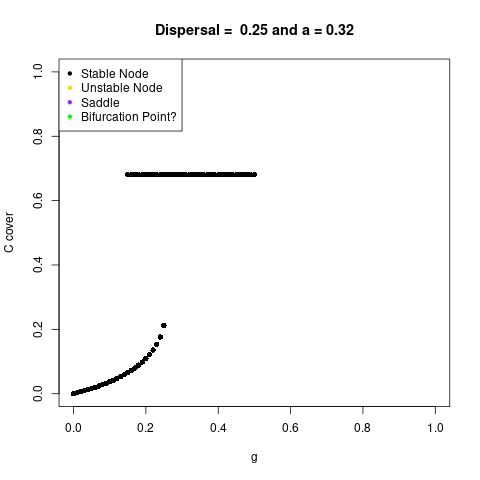 Dispersal =  0.25 and a = 0.32
Stable Node
Unstable Node
Saddle
Bifurcation Point?
C cover
1.0
0.8
0.6
0.4
0.2
0.0
0.0 0.2 0.4 0.6 0.8 1.0
g